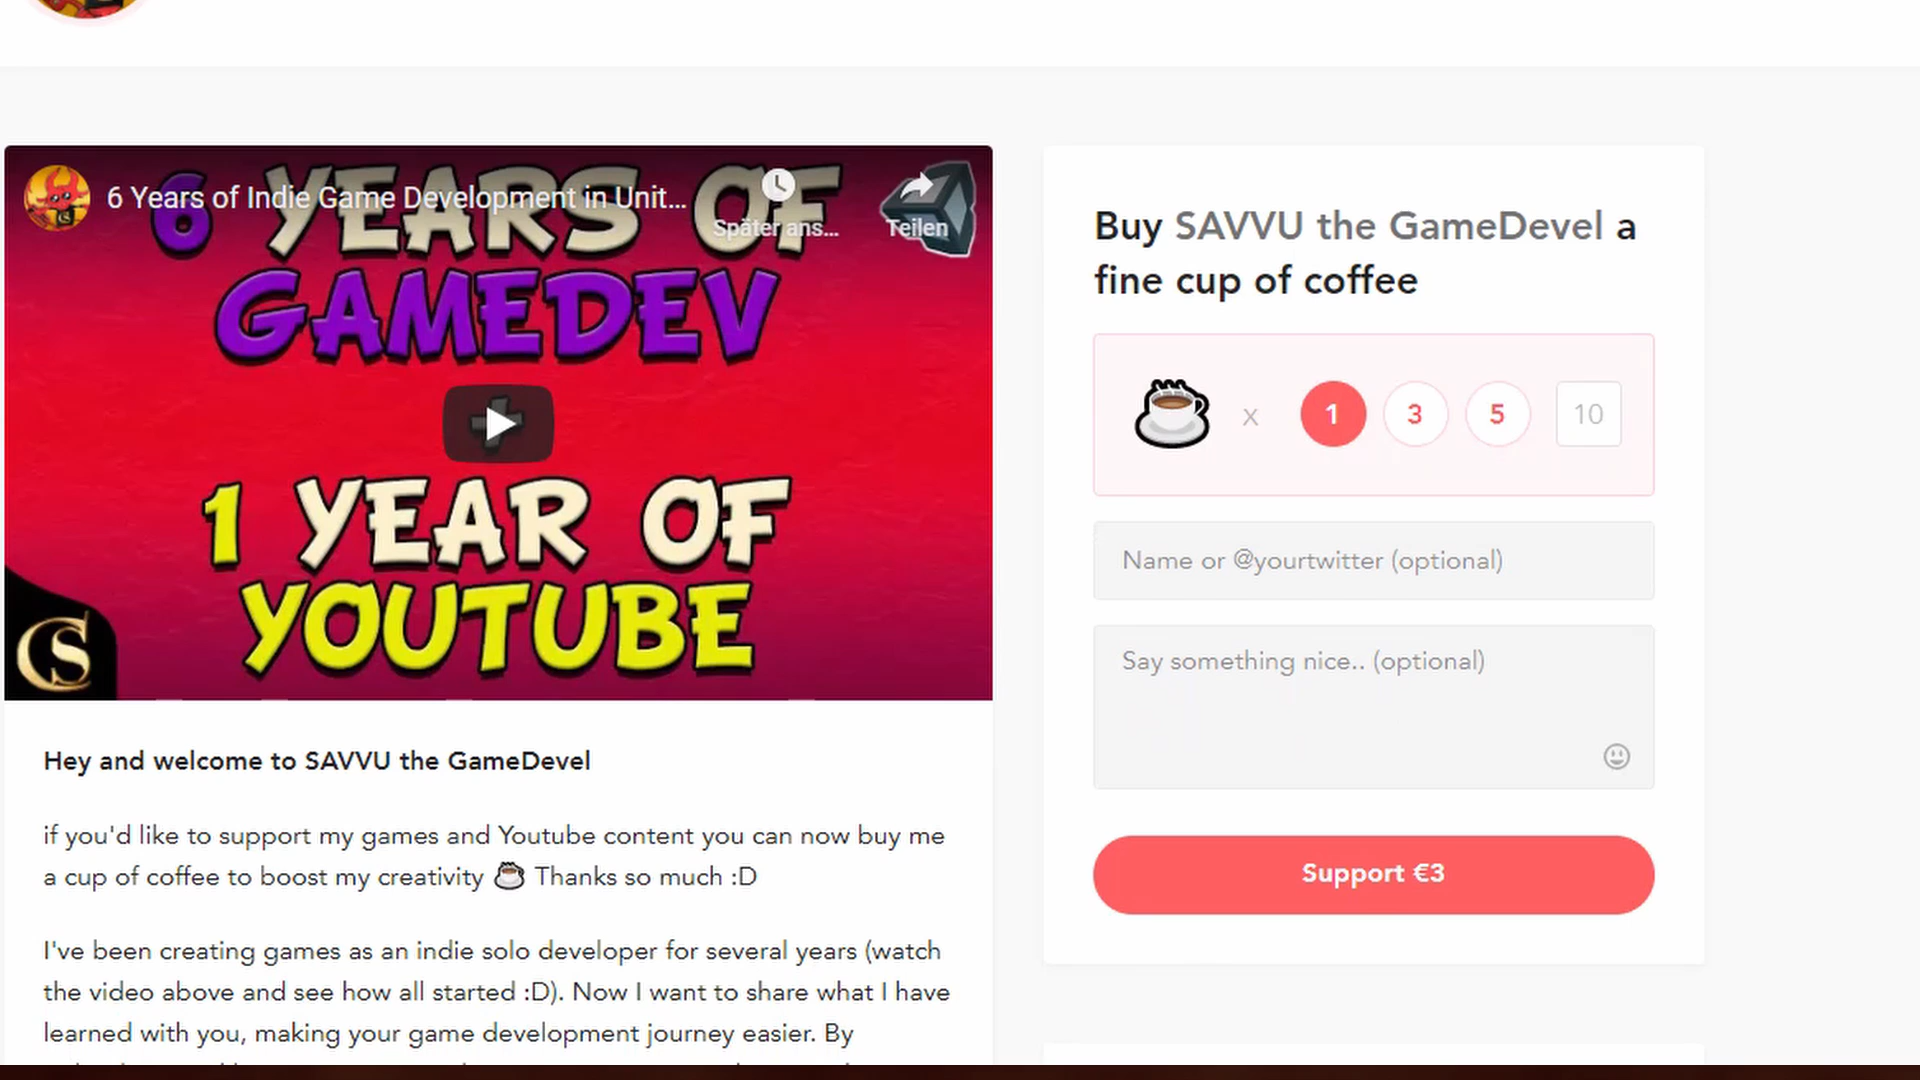 6 YEARS OF
6 Years of Indie Game Development in Unit...
Später ans...
Teilen
GAMEDEV
+
1 YEAR OF
YOUTUBE
CS
Hey and welcome to SAVVU the GameDevel
if you'd like to support my games and Youtube content you can now buy me
a cup of coffee to boost my creativity ☕ Thanks so much :D
I've been creating games as an indie solo developer for several years (watch
the video above and see how all started :D). Now I want to share what I have
learned with you, making your game development journey easier. By
Buy SAVVU the GameDevel a
fine cup of coffee
x 1 3 5 10
Name or @yourtwitter (optional)
Say something nice.. (optional)
Support €3